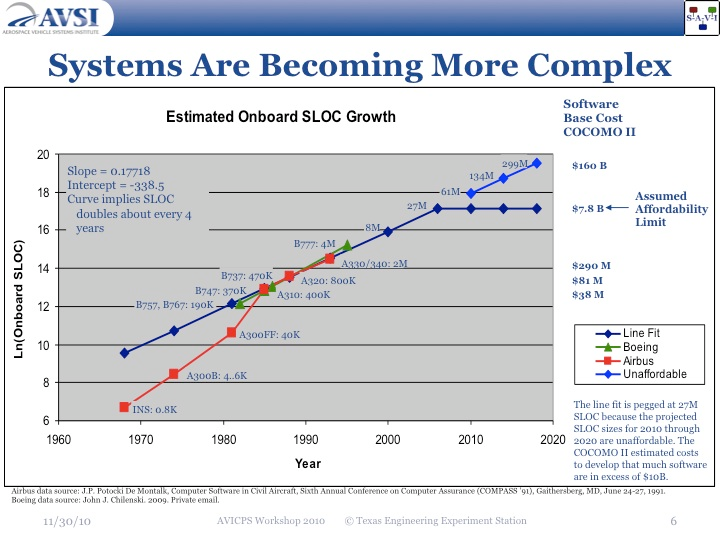 AVSI
AEROSPACE VEHICLE SYSTEMS INSTITUTE
S A V I
Systems Are Becoming More Complex
Estimated Onboard SLOC Growth
Software
Base Cost
COCOMO II
Slope = 0.17718
Intercept = -338.5
Curve implies SLOC
doubles about every 4
years
Ln(Onboard SLOC)
20
18
16
14
12
10
8
6
1960
1970
1980
1990
2000
2010
2020
Year
299M
134M
61M
27M
8M
B777: 4M
A330/340: 2M
B737: 470K
A320: 800K
B747: 370K
A310: 400K
B757, B767: 190K
A300FF: 40K
A300B: 4..6K
INS: 0.8K
$160 B
$7.8 B
Assumed
Affordability
Limit
$290 M
$81 M
$38 M
Line Fit
Boeing
Airbus
Unaffordable
The line fit is pegged at 27M
SLOC because the projected
SLOC sizes for 2010 through
2020 are unaffordable. The
COCOMO II estimated costs
to develop that much software
are in excess of $10B.
Airbus data source: J.P. Potocki De Montalk, Computer Software in Civil Aircraft, Sixth Annual Conference on Computer Assurance (COMPASS '91), Gaithersberg, MD, June 24-27, 1991.
Boeing data source: John J. Chilenski. 2009. Private email.
11/30/10
AVICPS Workshop 2010 © Texas Engineering Experiment Station
6